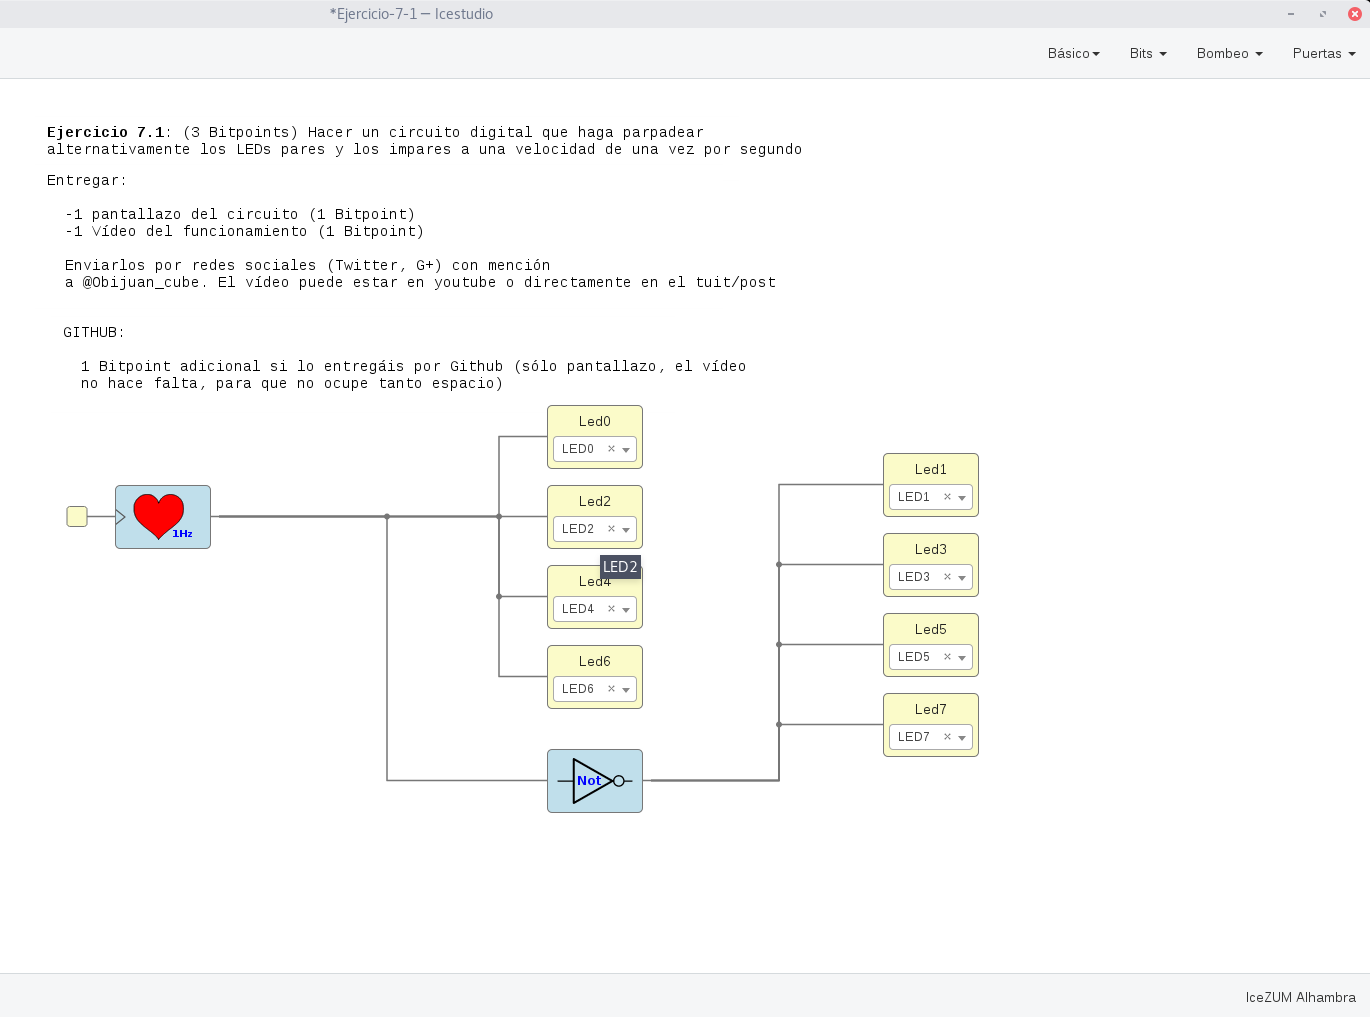 *Ejercicio-7-1 — Icestudio
Básico Bits Bombeo Puertas
Ejercicio 7.1: (3 Bitpoints) Hacer un circuito digital que haga parpadear
alternativamente los LEDs pares y los impares a una velocidad de una vez por segundo
Entregar:
-1 pantallazo del circuito (1 Bitpoint)
-1 Vídeo del funcionamiento (1 Bitpoint)
Enviarlos por redes sociales (Twitter, G+) con mención
a @Obijuan_cube. El vídeo puede estar en youtube o directamente en el tuit/post
GITHUB:
1 Bitpoint adicional si lo entregáis por Github (sólo pantallazo, el vídeo
no hace falta, para que no ocupe tanto espacio)
1Hz
Led0
LED0 ×
Led2
LED2 ×
LED2
Led4
LED4 ×
Led6
LED6 ×
Not
Led1
LED1 ×
Led3
LED3 ×
Led5
LED5 ×
Led7
LED7 ×
IceZUM Alhambra